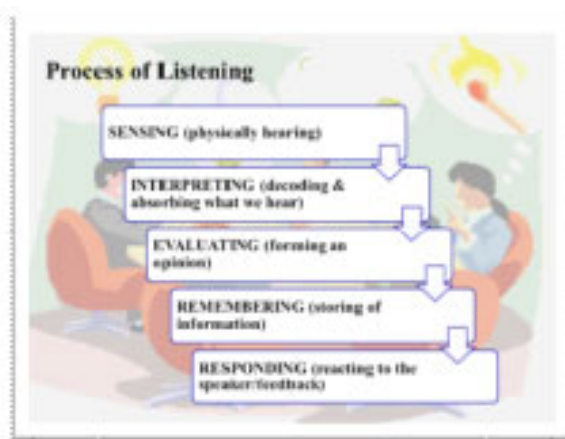 Process of Listening
SENSING (physically hearing)
INTERPRETING (decoding &
absorbing what we hear)
EVALUATING (forming an
opinion)
REMEMBERING (storing of
information)
RESPONDING (reacting to the
speaker/feedback)